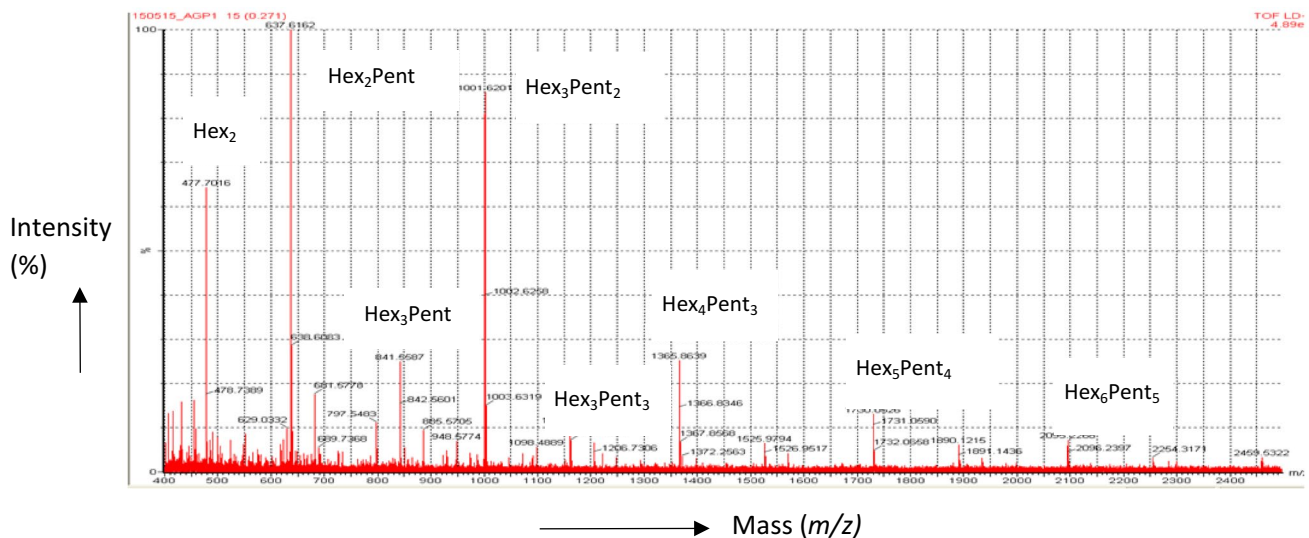 150515_AGP1 15 (0.271)
TOF LD-
4.89e
100
637.6162
Hex₂Pent
1001.6201
Hex₃Pent₂
Hex₂
477.7016
Intensity
(%)
%
1002.6258
Hex₃Pent
Hex₄Pent₃
638.6083
841.5587
1365.8639
Hex₅Pent₄
478.7389
681.5778
842.5601
1003.6319
Hex₃Pent₃
1366.8346
Hex₆Pent₅
1731.0590
629.0332
797.5483
885.5705
689.7368
948.5774
1098.4889
1206.7306
1367.8568
1372.2563
1525.9794
1526.9517
1732.0658
1890.1215
1891.1436
2096.2397
2254.3171
2459.5322
0
400 500 600 700 800 900 1000 1100 1200 1300 1400 1500 1600 1700 1800 1900 2000 2100 2200 2300 2400
m/z
Mass (m/z)